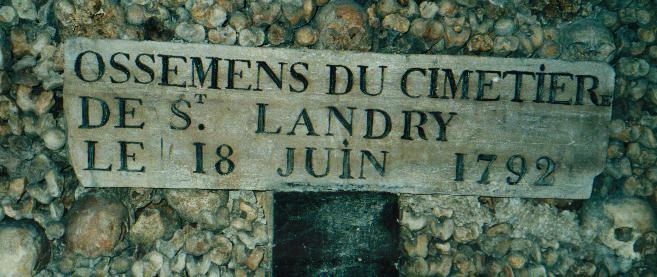 OSSEMENS DU CIMETIER
DE ST. LANDRY
LE 18 JUIN 1792